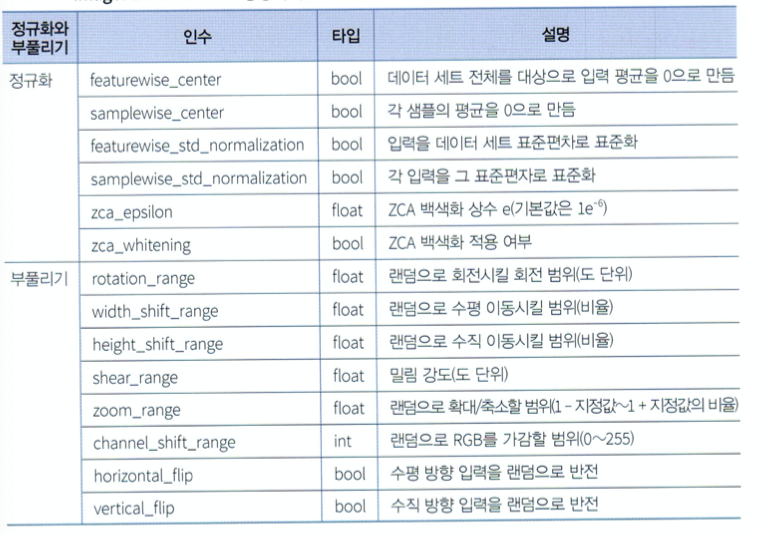 정규화와 부풀리기 인수 타입 설명
정규화 featurewise_center bool 데이터 세트 전체를 대상으로 입력 평균을 0으로 만듬
samplewise_center bool 각 샘플의 평균을 0으로 만듬
featurewise_std_normalization bool 입력을 데이터 세트 표준편차로 표준화
samplewise_std_normalization bool 각 입력을 그 표준편자로 표준화
zca_epsilon float ZCA 백색화 상수 e(기본값은 1e⁻⁶)
zca_whitening bool ZCA 백색화 적용 여부
부풀리기 rotation_range float 랜덤으로 회전시킬 회전 범위(도 단위)
width_shift_range float 랜덤으로 수평 이동시킬 범위(비율)
height_shift_range float 랜덤으로 수직 이동시킬 범위(비율)
shear_range float 밀림 강도(도 단위)
zoom_range float 랜덤으로 확대/축소할 범위(1 – 지정값~1 + 지정값의 비율)
channel_shift_range int 랜덤으로 RGB를 가감할 범위(0~255)
horizontal_flip bool 수평 방향 입력을 랜덤으로 반전
vertical_flip bool 수직 방향 입력을 랜덤으로 반전